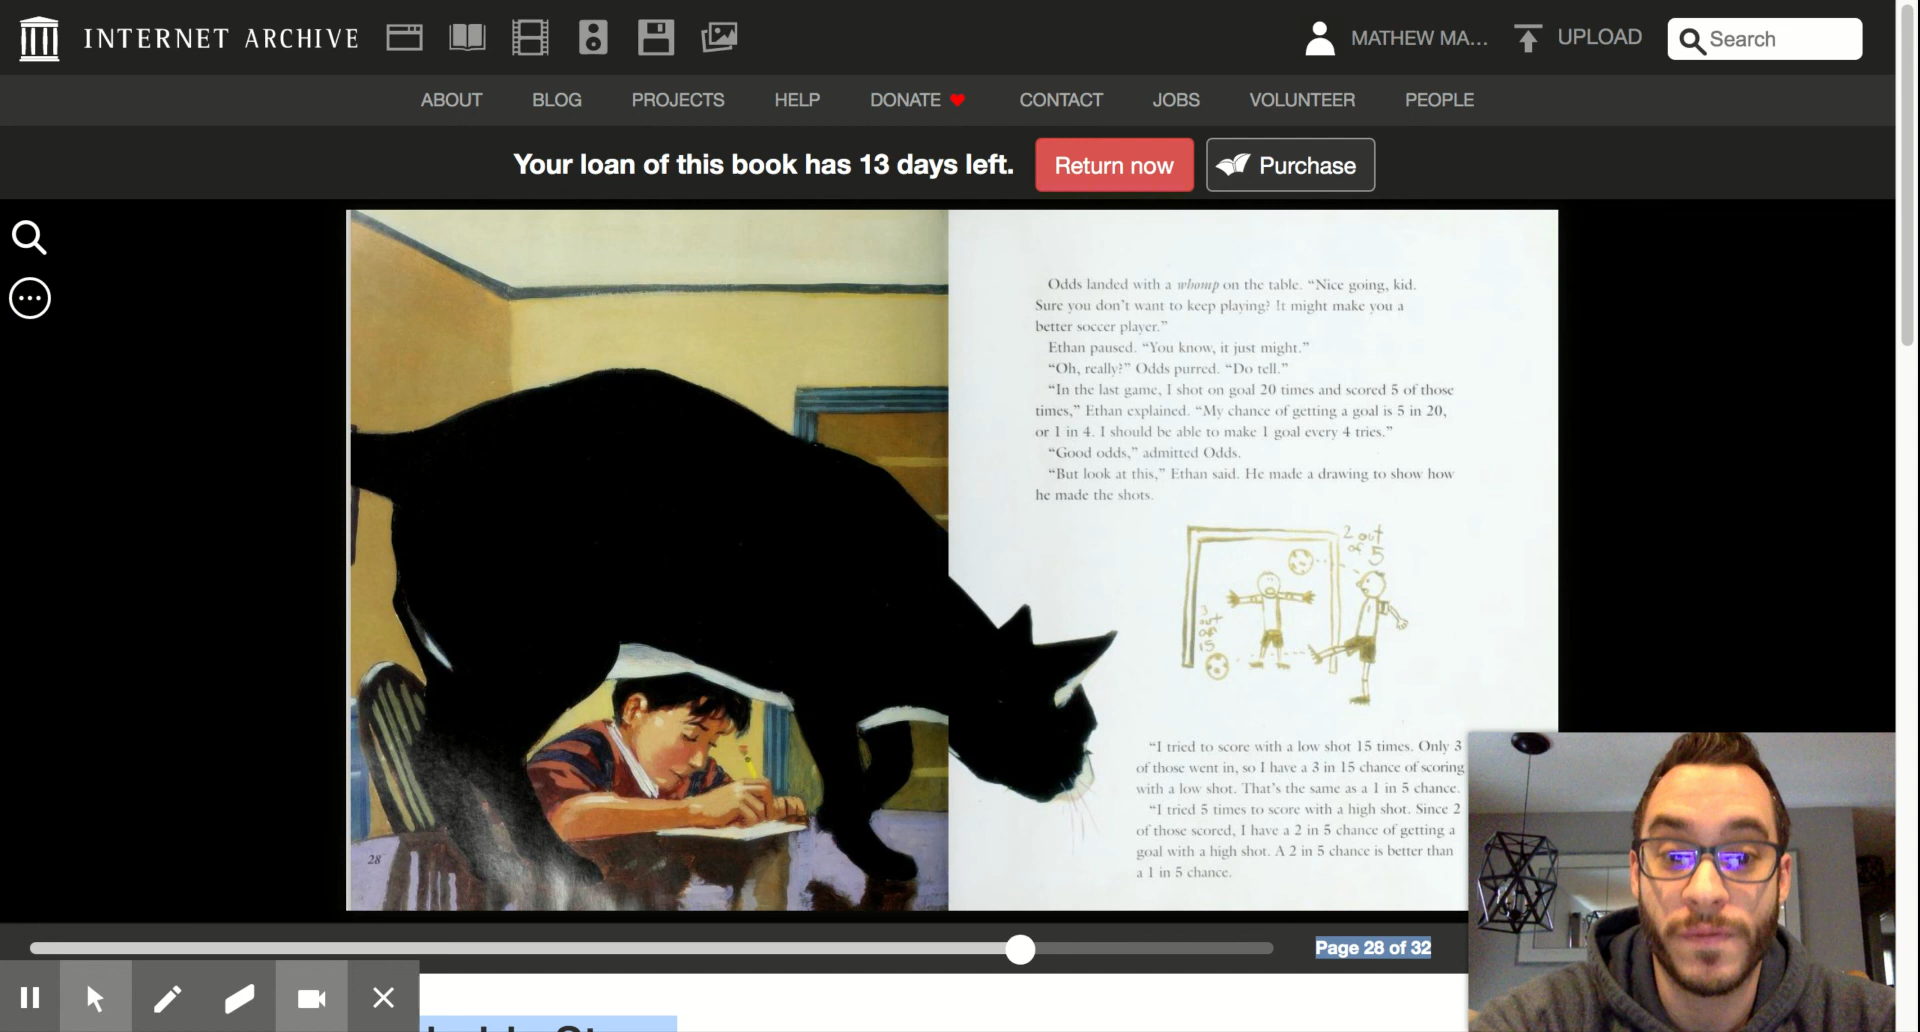 INTERNET ARCHIVE
MATHEW MA...
UPLOAD
Search
ABOUT BLOG PROJECTS HELP DONATE CONTACT JOBS VOLUNTEER PEOPLE
Your loan of this book has 13 days left.
Return now
Purchase
Odds landed with a whomp on the table. “Nice going, kid.
Sure you don’t want to keep playing? It might make you a
better soccer player.”
Ethan paused. “You know, it just might.”
“Oh, really?” Odds purred. “Do tell.”
“In the last game, I shot on goal 20 times and scored 5 of those
times,” Ethan explained. “My chance of getting a goal is 5 in 20,
or 1 in 4. I should be able to make 1 goal every 4 tries.”
“Good odds,” admitted Odds.
“But look at this,” Ethan said. He made a drawing to show how
he made the shots.
2 out
of 5
3
out
15
“I tried to score with a low shot 15 times. Only 3
of those went in, so I have a 3 in 15 chance of scoring
with a low shot. That’s the same as a 1 in 5 chance.
“I tried 5 times to score with a high shot. Since 2
of those scored, I have a 2 in 5 chance of getting a
goal with a high shot. A 2 in 5 chance is better than
a 1 in 5 chance.
28
Page 28 of 32